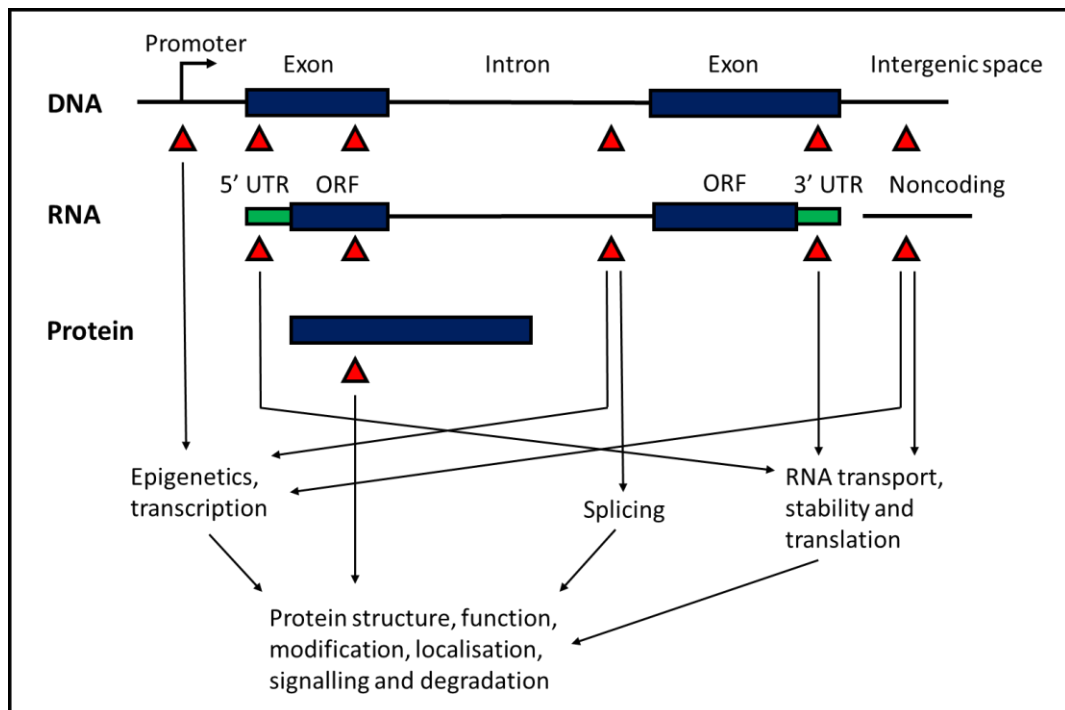 Promoter
Exon
Intron
Exon
Intergenic space
DNA
5’ UTR
ORF
ORF
3’ UTR
Noncoding
RNA
Protein
Epigenetics,
transcription
Splicing
RNA transport,
stability and
translation
Protein structure, function,
modification, localisation,
signalling and degradation